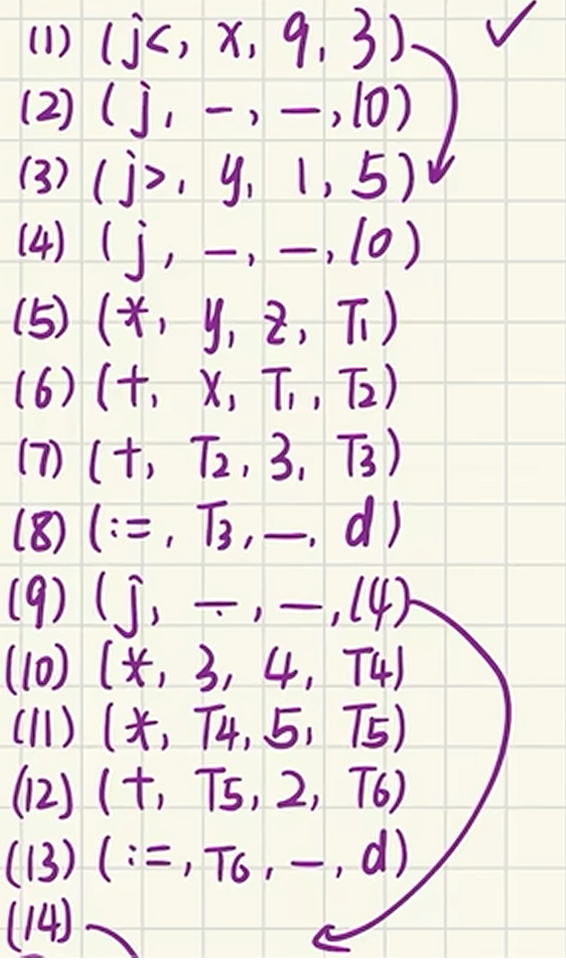 (1) (j<, x, 9, 3)
(2) (j, -, -, 10)
(3) (j>, y, 1, 5)
(4) (j, -, -, 10)
(5) (*, y, z, T1)
(6) (+, x, T1, T2)
(7) (+, T2, 3, T3)
(8) (:=, T3, -, d)
(9) (j, -, -, 14)
(10) (*, 3, 4, T4)
(11) (*, T4, 5, T5)
(12) (+, T5, 2, T6)
(13) (:=, T6, -, d)
(14)